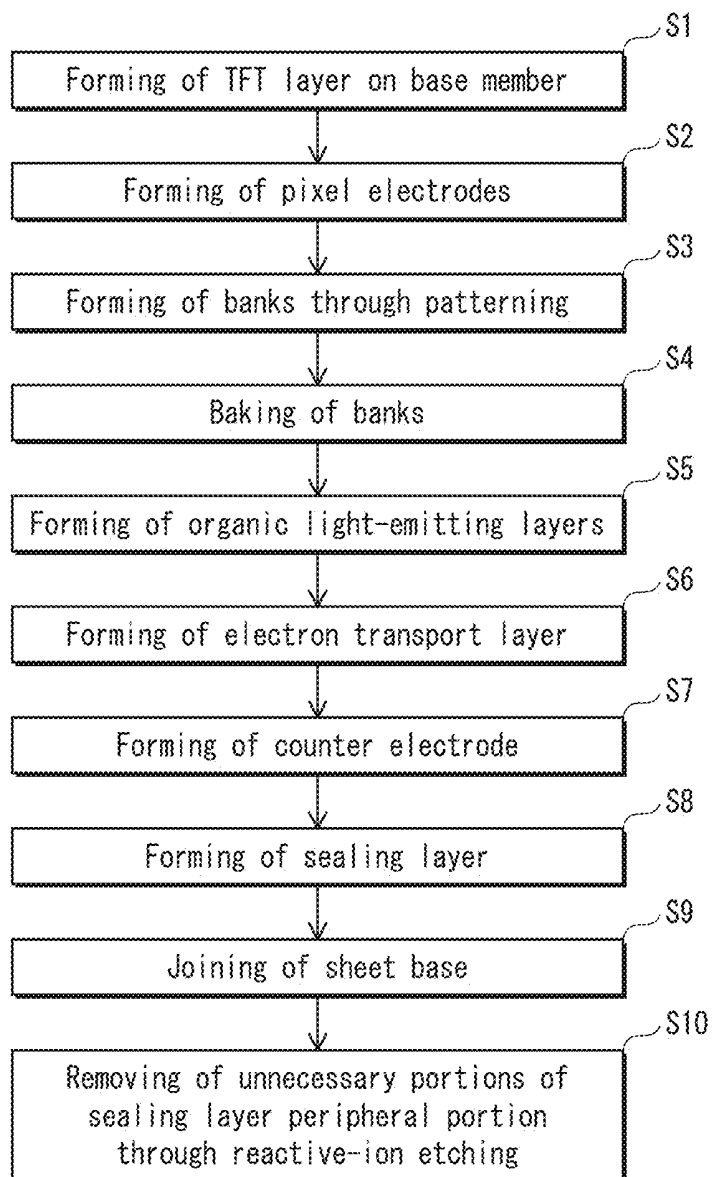 S1
Forming of TFT layer on base member
S2
Forming of pixel electrodes
S3
Forming of banks through patterning
S4
Baking of banks
S5
Forming of organic light-emitting layers
S6
Forming of electron transport layer
S7
Forming of counter electrode
S8
Forming of sealing layer
S9
Joining of sheet base
S10
Removing of unnecessary portions of
sealing layer peripheral portion
through reactive-ion etching